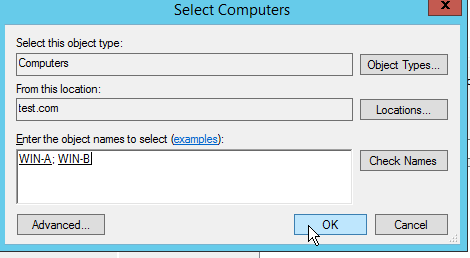 Select Computers
x
Select this object type:
Computers
Object Types...
From this location:
test.com
Locations...
Enter the object names to select (examples):
WIN-A; WIN-B
Check Names
Advanced...
OK
Cancel